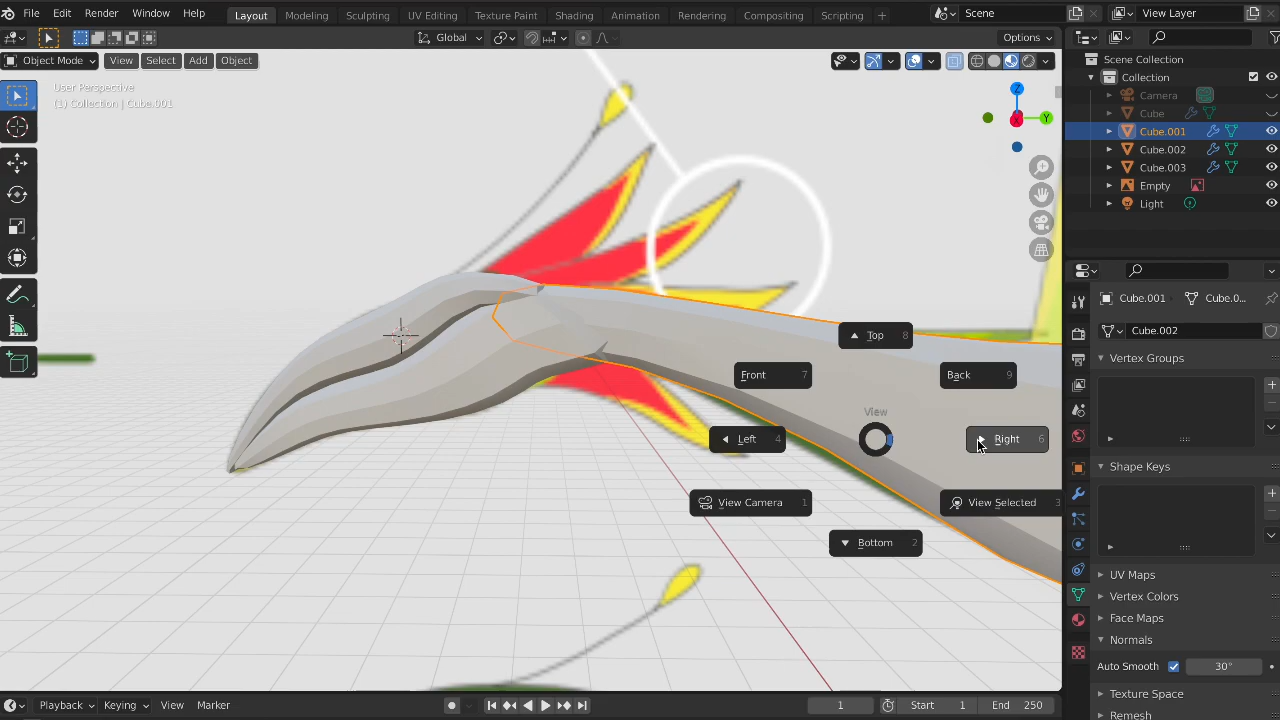 File Edit Render Window Help Layout Modeling Sculpting UV Editing Texture Paint Shading Animation Rendering Compositing Scripting + Scene View Layer
Global Options
Object Mode View Select Add Object
User Perspective
(1) Collection | Cube.001
Z
Y
X
Scene Collection
Collection
Camera
Cube
Cube.001
Cube.002
Cube.003
Empty
Light
Cube.001 Cube.0...
Cube.002
Vertex Groups
Shape Keys
UV Maps
Vertex Colors
Face Maps
Normals
Auto Smooth 30°
Texture Space
Remesh
Top 8
Front 7 Back 9
View
Left 4 Right 6
View Camera 1 View Selected 3
Bottom 2
Playback Keying View Marker 1 Start 1 End 250